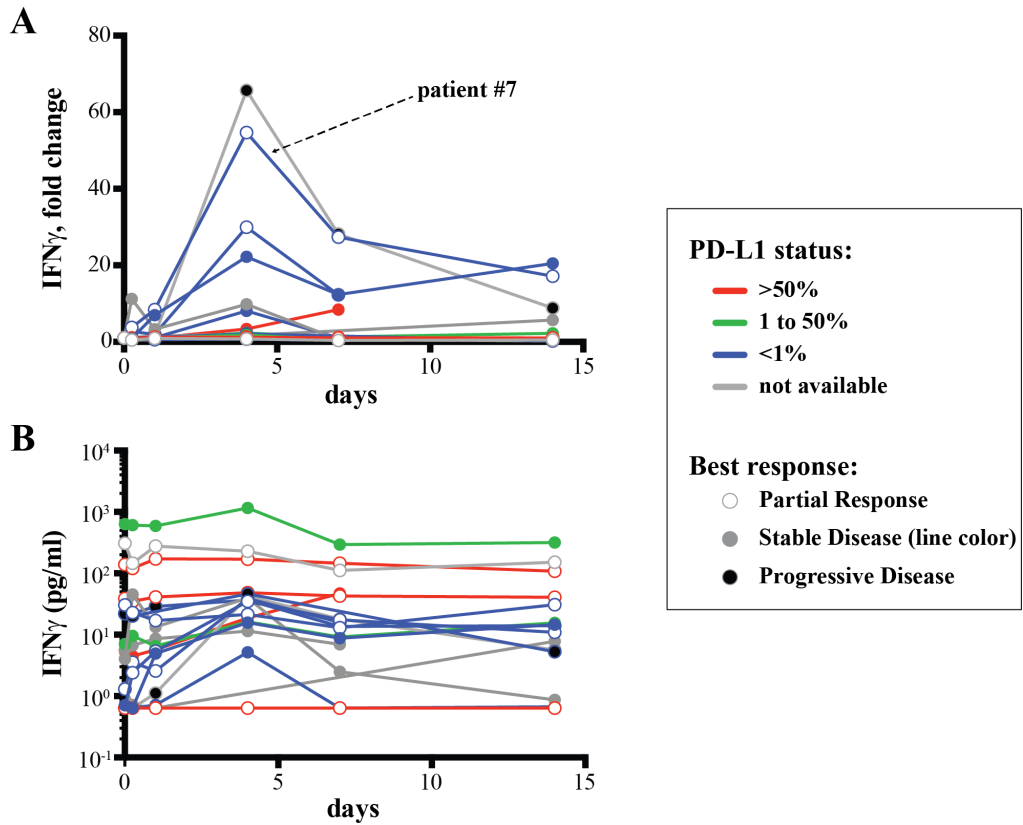 A
80
60
40
20
0
IFNγ, fold change
patient #7
0 5 10 15
days
B
10⁴
10³
10²
10¹
10⁰
10⁻¹
IFNγ (pg/ml)
0 5 10 15
days
PD-L1 status:
>50%
1 to 50%
<1%
not available
Best response:
Partial Response
Stable Disease (line color)
Progressive Disease